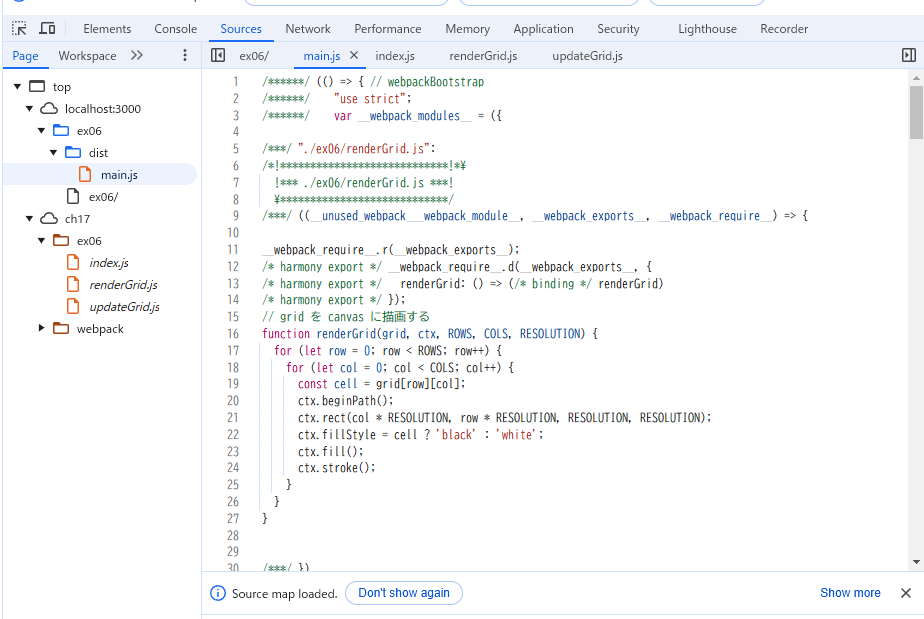 Elements Console Sources Network Performance Memory Application Security Lighthouse Recorder
Page Workspace
ex06/ main.js index.js renderGrid.js updateGrid.js
top
localhost:3000
ex06
dist
main.js
ex06/
ch17
ex06
index.js
renderGrid.js
updateGrid.js
webpack
1 /******/ (() => { // webpackBootstrap
2 /******/ "use strict";
3 /******/ var __webpack_modules__ = ({
4
5 /***/ "./ex06/renderGrid.js":
6 /*!****************************!*\
7 !*** ./ex06/renderGrid.js ***!
8 \****************************/
9 /***/ ((__unused_webpack___webpack_module__, __webpack_exports__, __webpack_require__) => {
10
11 __webpack_require__.r(__webpack_exports__);
12 /* harmony export */ __webpack_require__.d(__webpack_exports__, {
13 /* harmony export */ renderGrid: () => (/* binding */ renderGrid)
14 /* harmony export */ });
15 // grid を canvas に描画する
16 function renderGrid(grid, ctx, ROWS, COLS, RESOLUTION) {
17 for (let row = 0; row < ROWS; row++) {
18 for (let col = 0; col < COLS; col++) {
19 const cell = grid[row][col];
20 ctx.beginPath();
21 ctx.rect(col * RESOLUTION, row * RESOLUTION, RESOLUTION, RESOLUTION);
22 ctx.fillStyle = cell ? 'black' : 'white';
23 ctx.fill();
24 ctx.stroke();
25 }
26 }
27 }
28
29
30 /***/ })
Source map loaded. Don't show again Show more